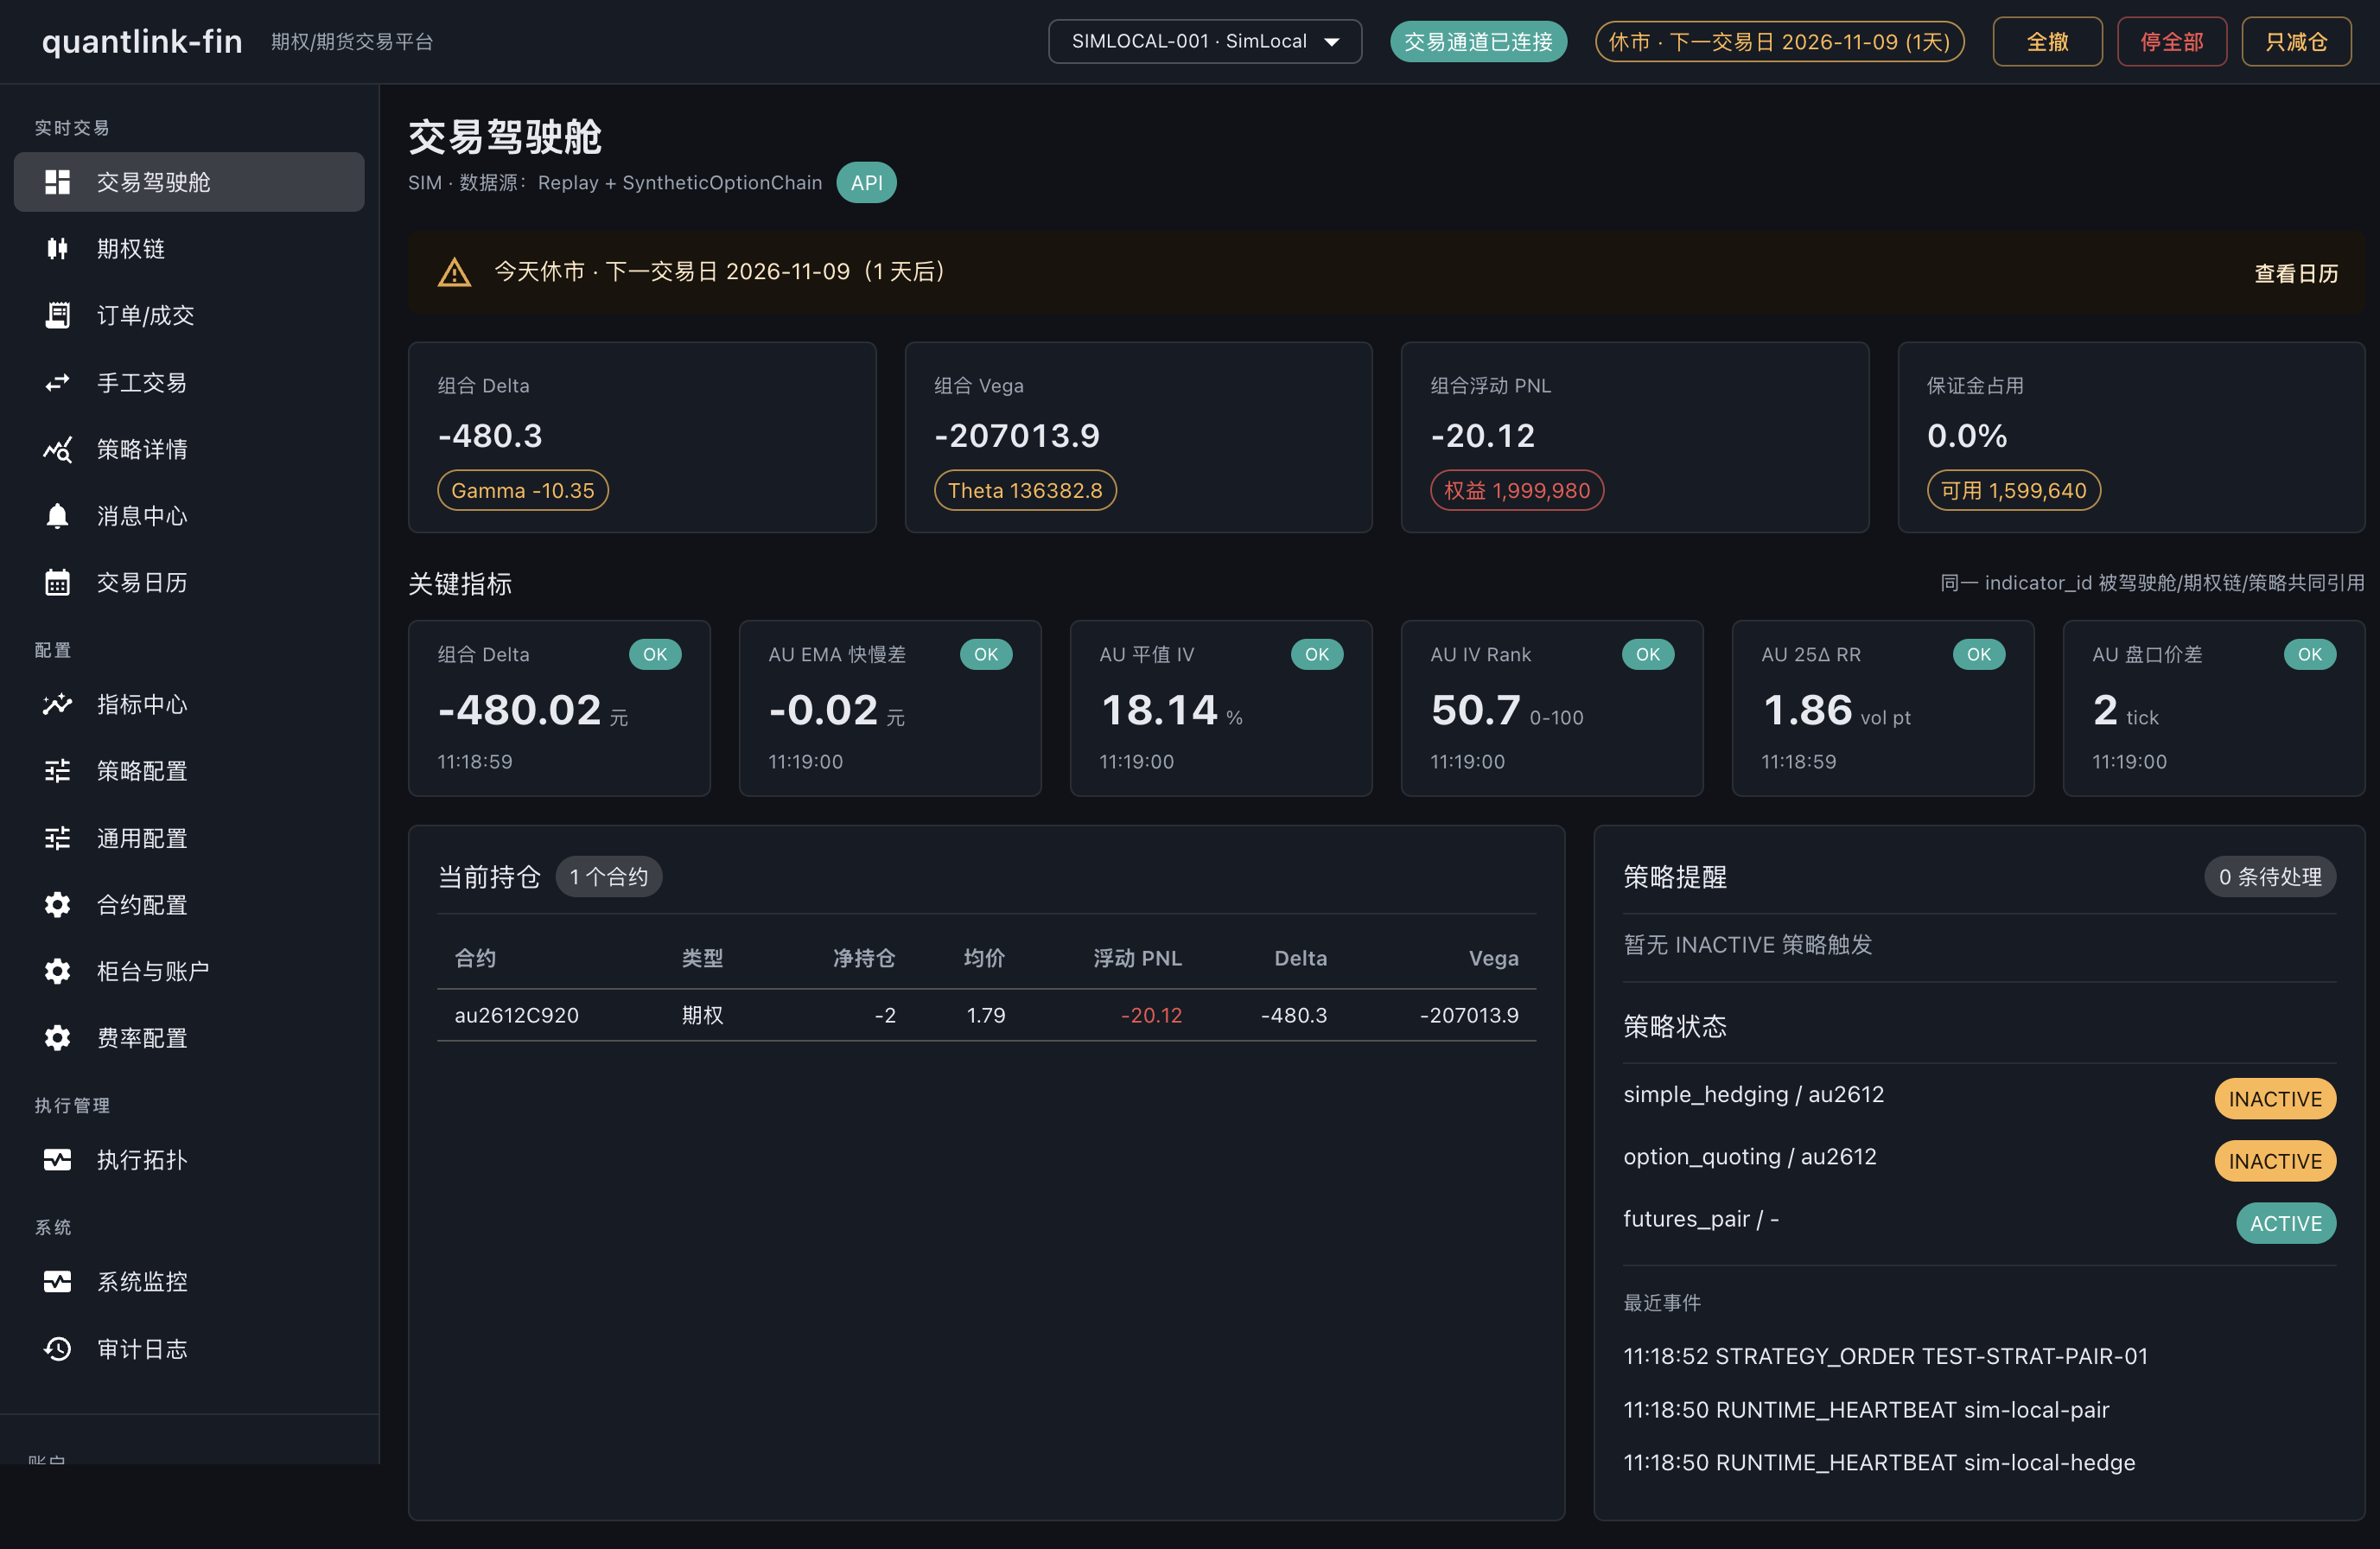 quantlink-fin 期权/期货交易平台 SIMLOCAL-001 · SimLocal 交易通道已连接 休市 · 下一交易日 2026-11-09 (1天) 全撤 停全部 只减仓
实时交易
交易驾驶舱
期权链
订单/成交
手工交易
策略详情
消息中心
交易日历
配置
指标中心
策略配置
通用配置
合约配置
柜台与账户
费率配置
执行管理
执行拓扑
系统
系统监控
审计日志
账户
交易驾驶舱
SIM · 数据源：Replay + SyntheticOptionChain API
今天休市 · 下一交易日 2026-11-09（1 天后） 查看日历
组合 Delta
-480.3
Gamma -10.35
组合 Vega
-207013.9
Theta 136382.8
组合浮动 PNL
-20.12
权益 1,999,980
保证金占用
0.0%
可用 1,599,640
关键指标 同一 indicator_id 被驾驶舱/期权链/策略共同引用
组合 Delta OK
-480.02 元
11:18:59
AU EMA 快慢差 OK
-0.02 元
11:19:00
AU 平值 IV OK
18.14 %
11:19:00
AU IV Rank OK
50.7 0-100
11:19:00
AU 25Δ RR OK
1.86 vol pt
11:18:59
AU 盘口价差 OK
2 tick
11:19:00
当前持仓 1 个合约
合约 类型 净持仓 均价 浮动 PNL Delta Vega
au2612C920 期权 -2 1.79 -20.12 -480.3 -207013.9
策略提醒 0 条待处理
暂无 INACTIVE 策略触发
策略状态
simple_hedging / au2612 INACTIVE
option_quoting / au2612 INACTIVE
futures_pair / - ACTIVE
最近事件
11:18:52 STRATEGY_ORDER TEST-STRAT-PAIR-01
11:18:50 RUNTIME_HEARTBEAT sim-local-pair
11:18:50 RUNTIME_HEARTBEAT sim-local-hedge